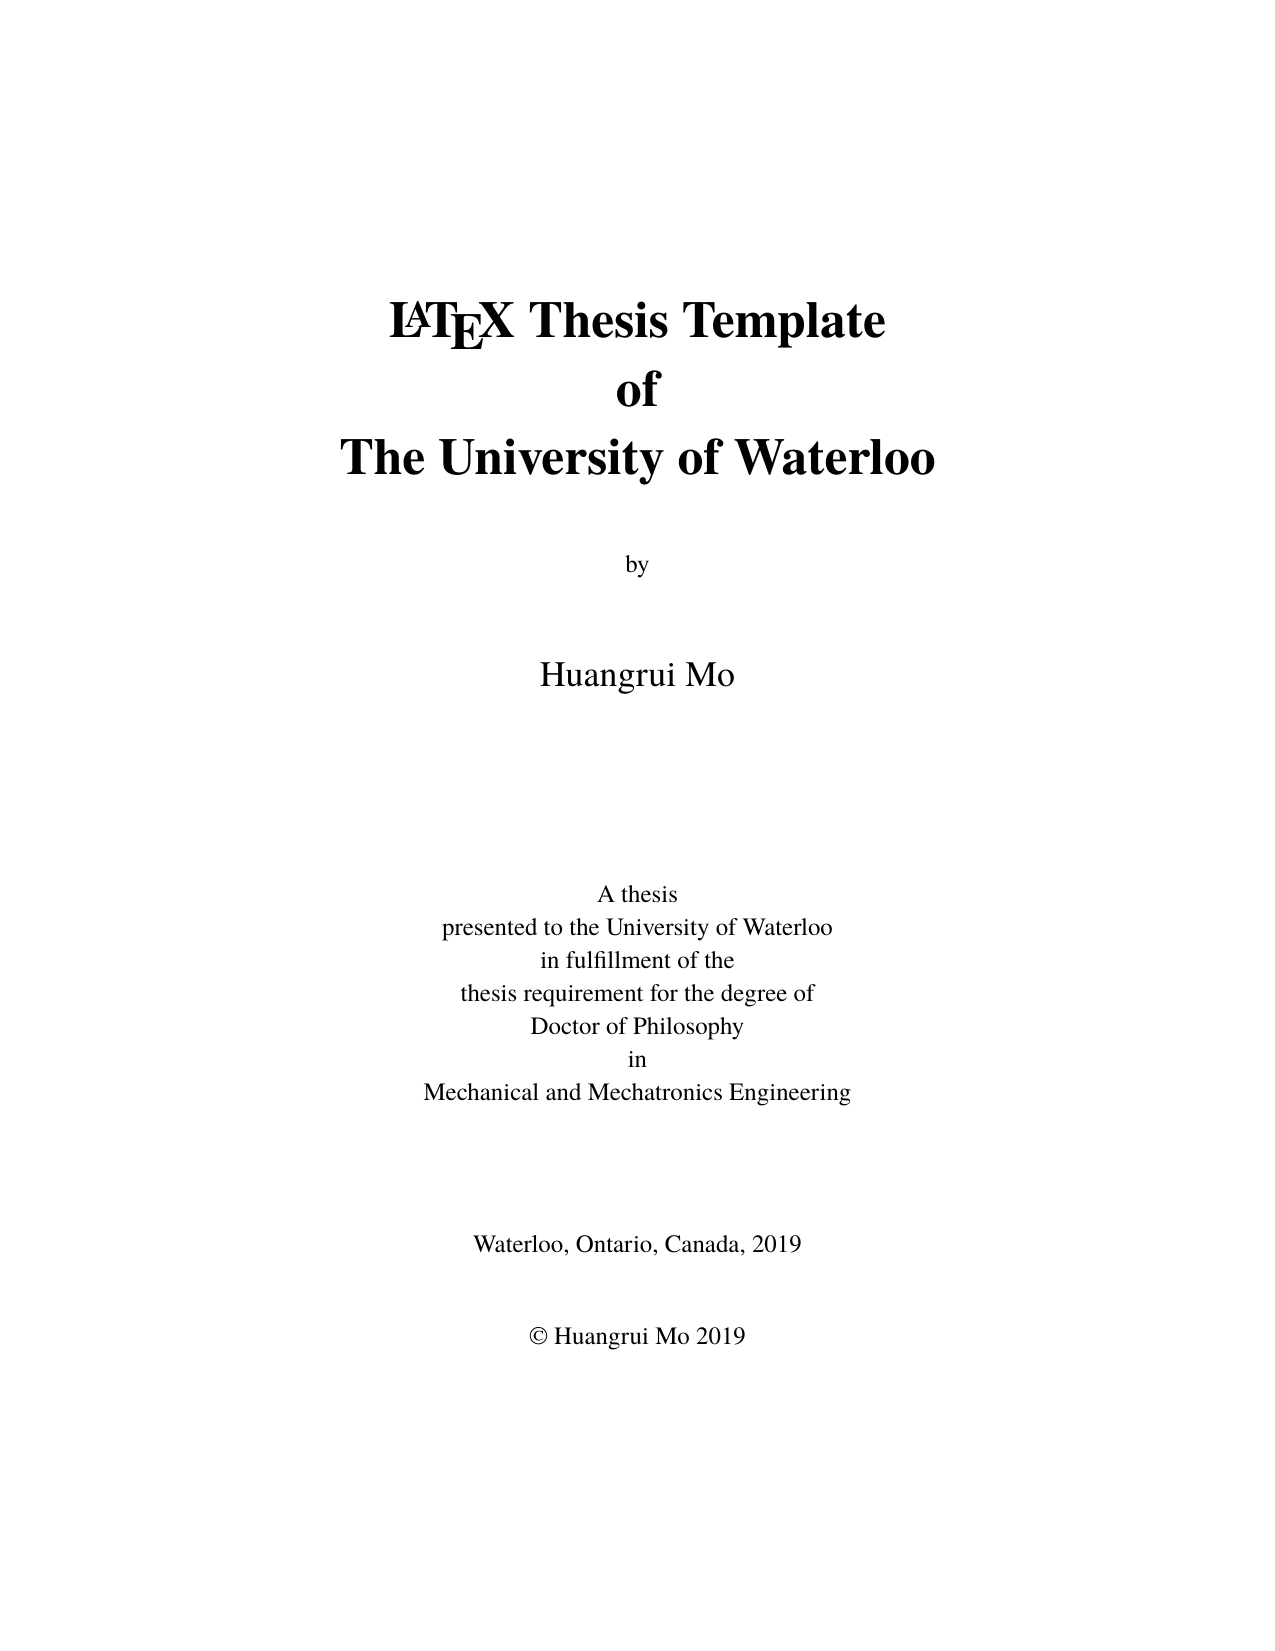 LATEX Thesis Template
of
The University of Waterloo
by
Huangrui Mo
A thesis
presented to the University of Waterloo
in fulfillment of the
thesis requirement for the degree of
Doctor of Philosophy
in
Mechanical and Mechatronics Engineering
Waterloo, Ontario, Canada, 2019
© Huangrui Mo 2019